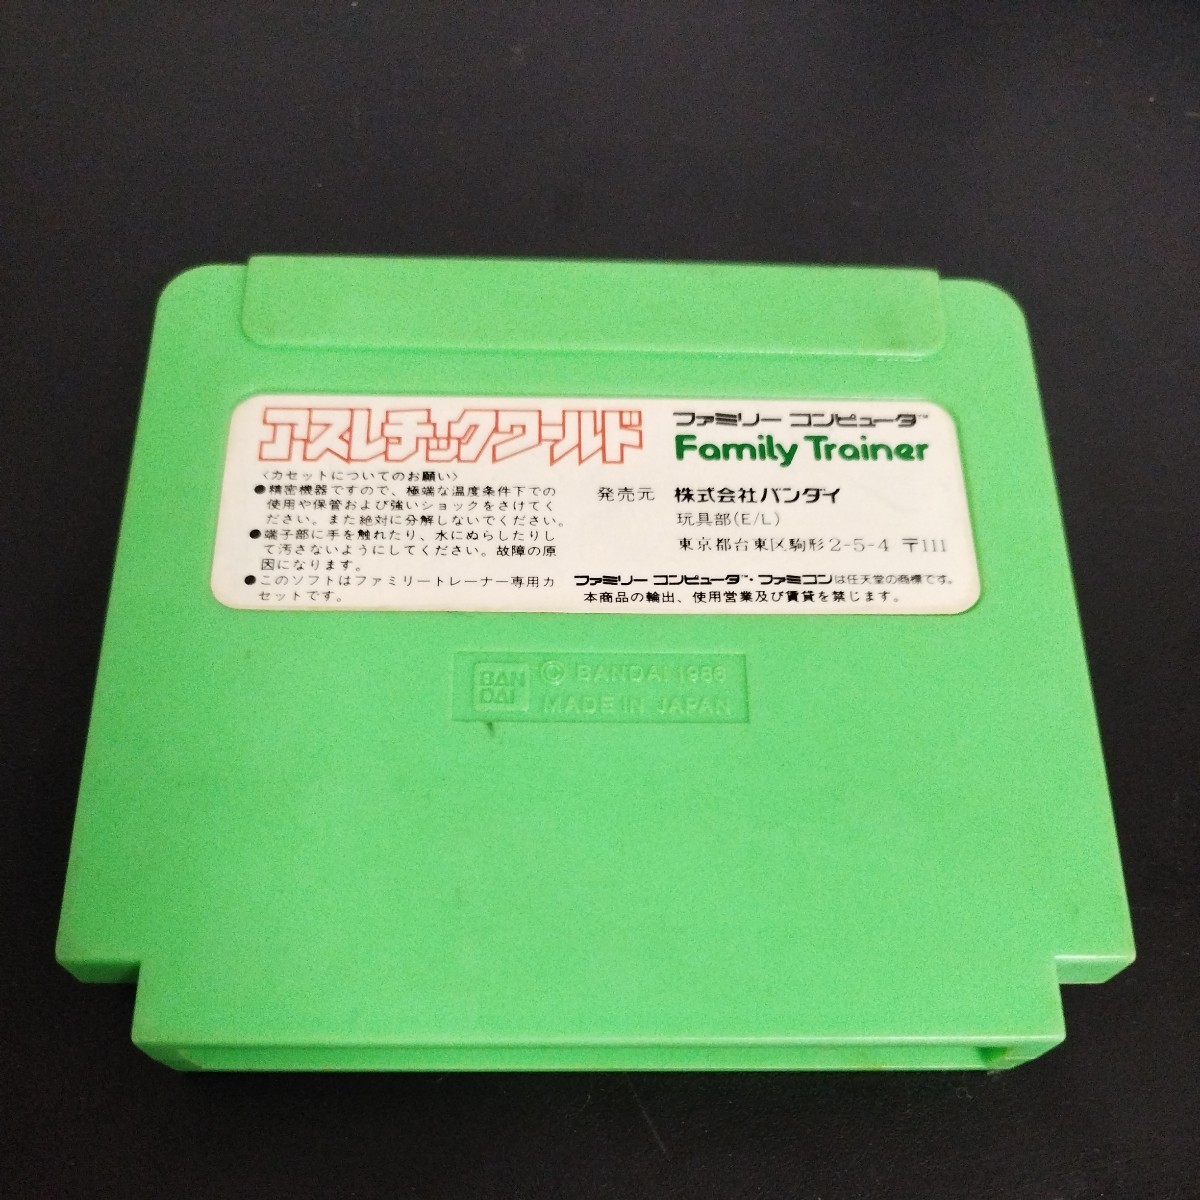 アスレチックワールド
〈カセットについてのお願い〉
●精密機器ですので、極端な温度条件下での
使用や保管および強いショックをさけてく
ださい。また絶対に分解しないでください。
●端子部に手を触れたり、水にぬらしたりし
て汚さないようにしてください。故障の原
因になります。
●このソフトはファミリートレーナー専用カ
セットです。
ファミリー コンピュータ™
Family Trainer
発売元 株式会社バンダイ
玩具部(E/L)
東京都台東区駒形2-5-4 〒111
ファミリー コンピュータ™・ファミコンは任天堂の商標です。
本商品の輸出、使用営業及び賃貸を禁じます。
BAN
DAI
© BANDAI 1986
MADE IN JAPAN